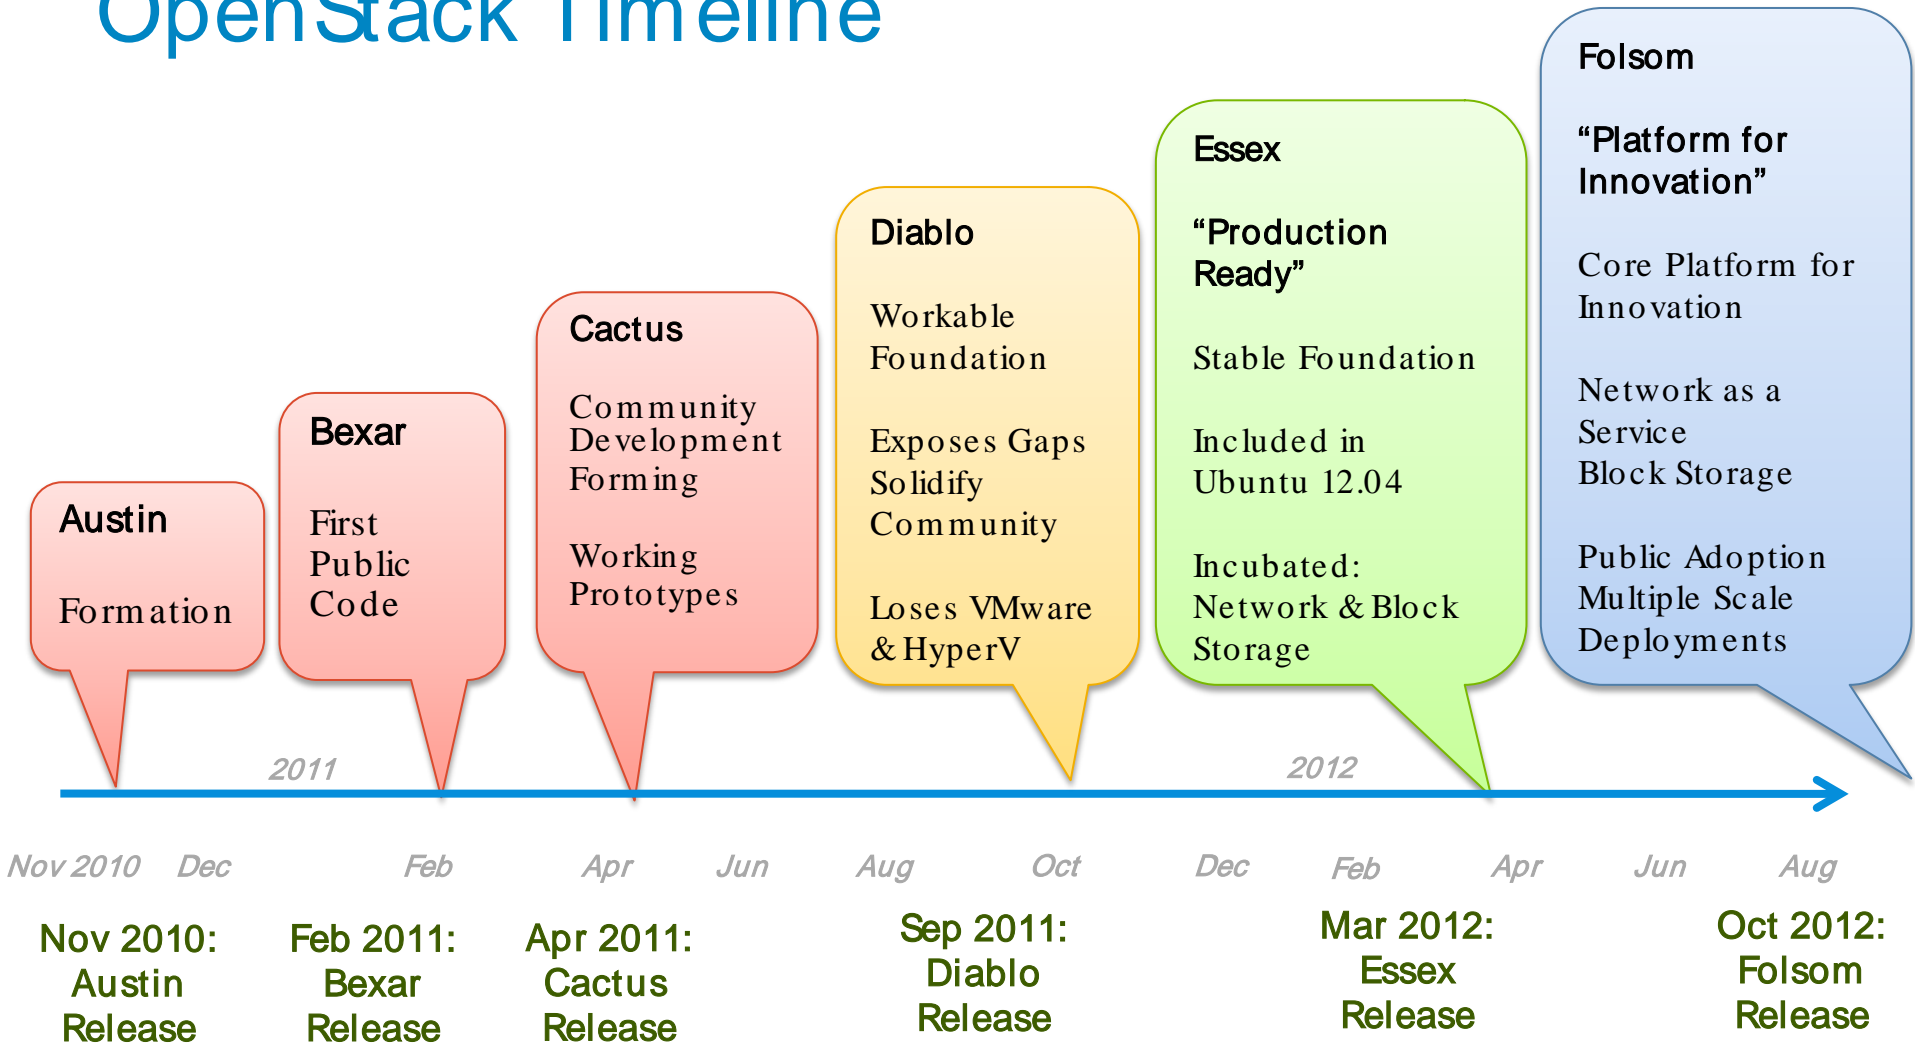 OpenStack Timeline
Austin
Formation
Bexar
First
Public
Code
Cactus
Community
Development
Forming
Working
Prototypes
Diablo
Workable
Foundation
Exposes Gaps
Solidify
Community
Loses VMware
& HyperV
Essex
“Production
Ready”
Stable Foundation
Included in
Ubuntu 12.04
Incubated:
Network & Block
Storage
Folsom
“Platform for
Innovation”
Core Platform for
Innovation
Network as a
Service
Block Storage
Public Adoption
Multiple Scale
Deployments
2011
2012
Nov 2010 Dec Feb Apr Jun Aug Oct Dec Feb Apr Jun Aug
Nov 2010:
Austin
Release
Feb 2011:
Bexar
Release
Apr 2011:
Cactus
Release
Sep 2011:
Diablo
Release
Mar 2012:
Essex
Release
Oct 2012:
Folsom
Release